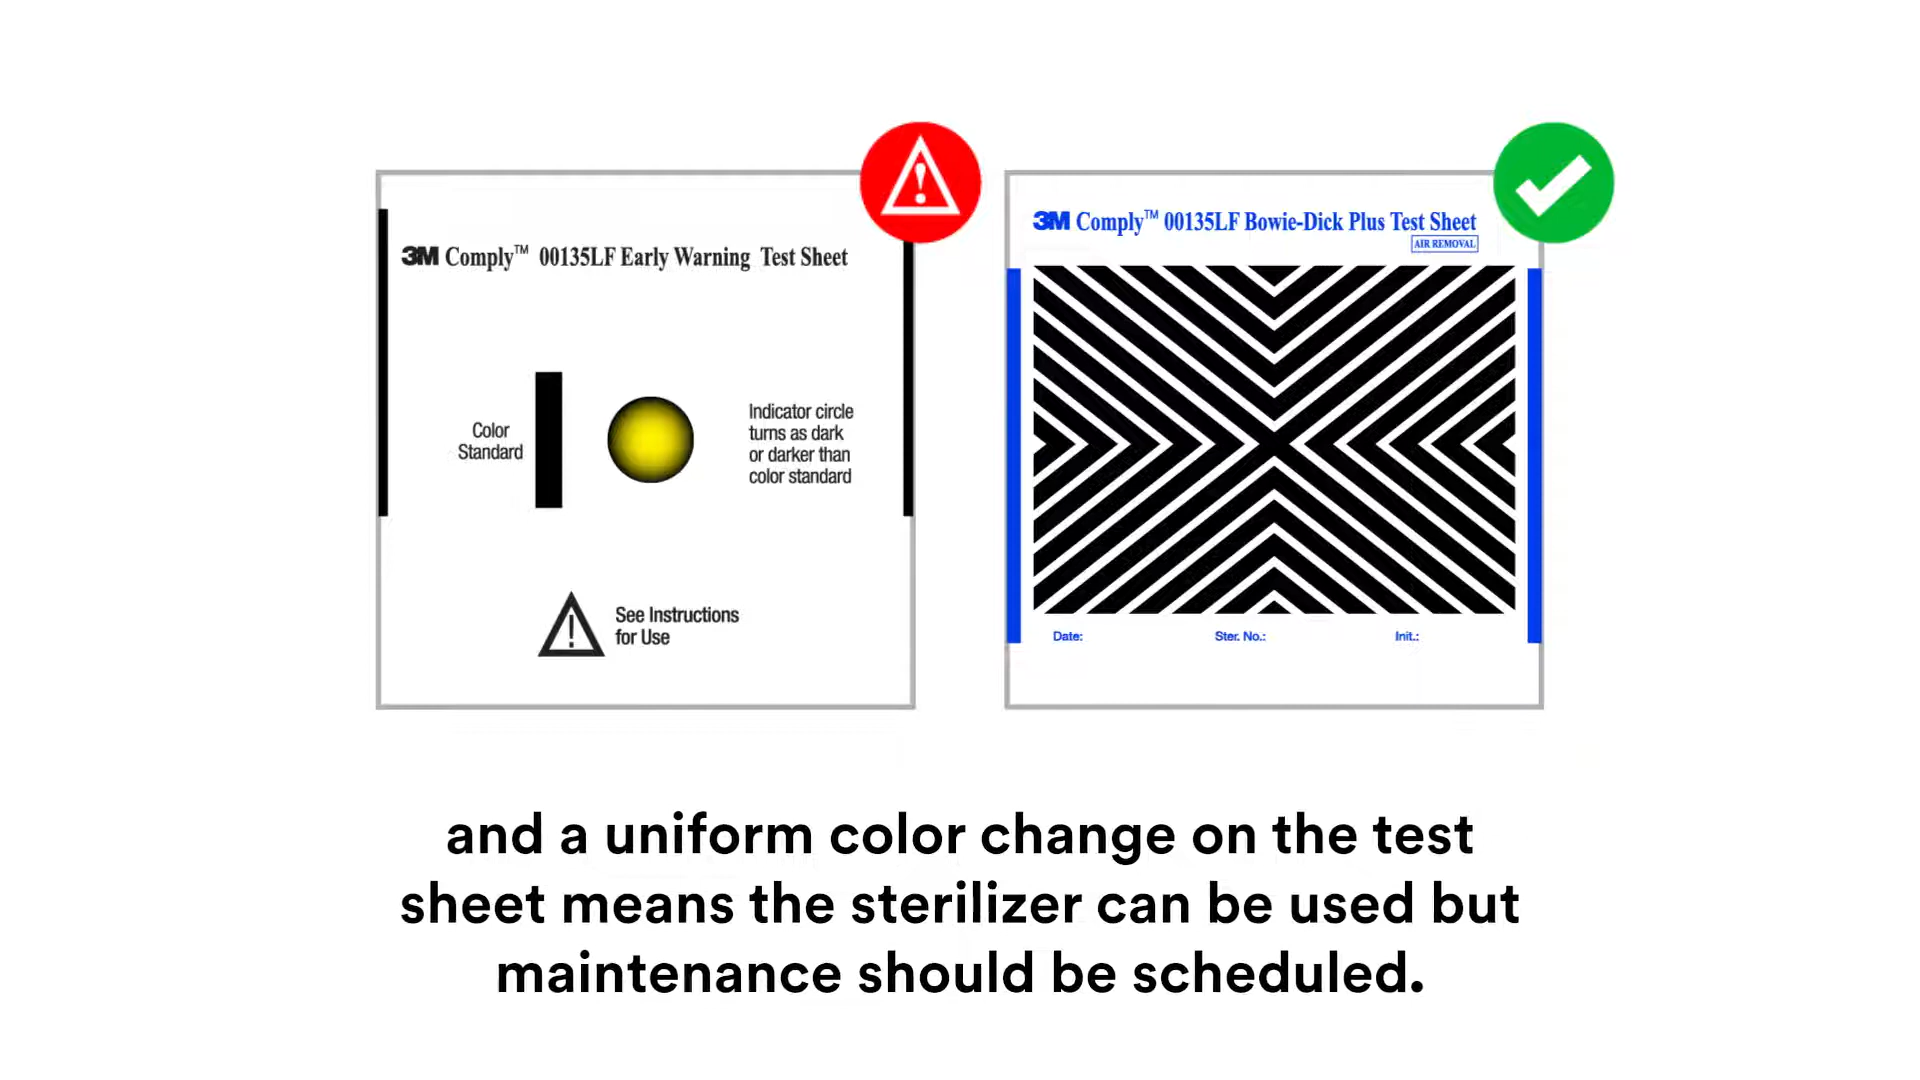 3M Comply™ 00135LF Early Warning Test Sheet
Color
Standard
Indicator circle
turns as dark
or darker than
color standard
See Instructions
for Use
3M Comply™ 00135LF Bowie-Dick Plus Test Sheet
AIR REMOVAL
Date: Ster. No.: Init.:
and a uniform color change on the test
sheet means the sterilizer can be used but
maintenance should be scheduled.